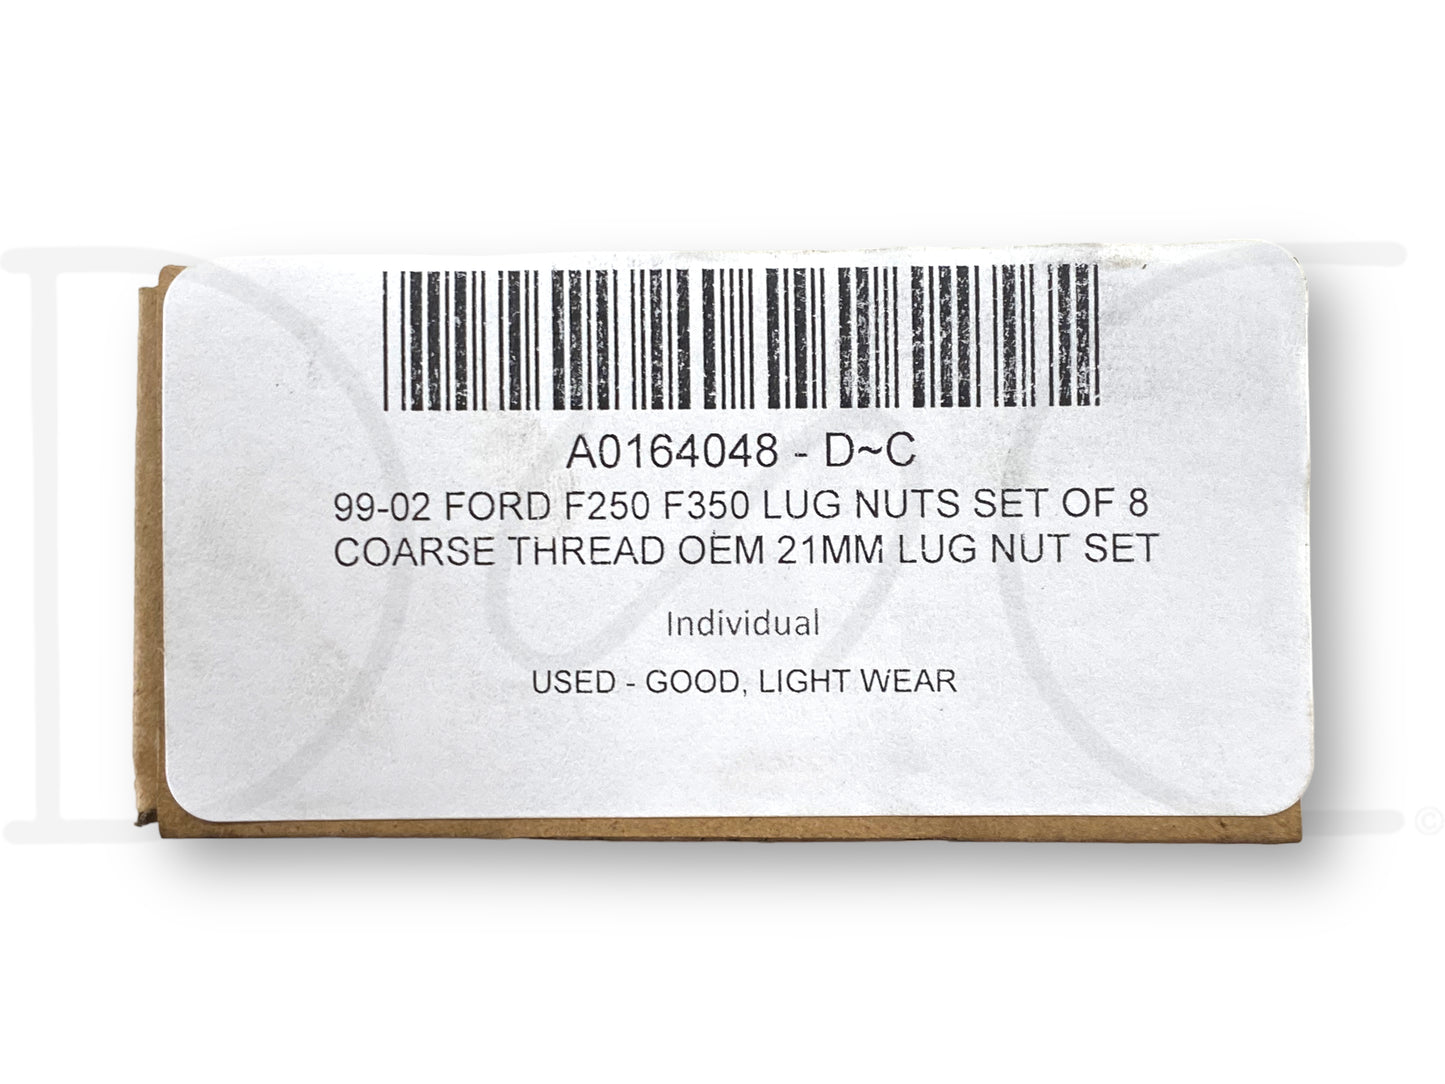 A0164048 - D~C
99-02 FORD F250 F350 LUG NUTS SET OF 8
COARSE THREAD OEM 21MM LUG NUT SET
Individual
USED - GOOD, LIGHT WEAR
©